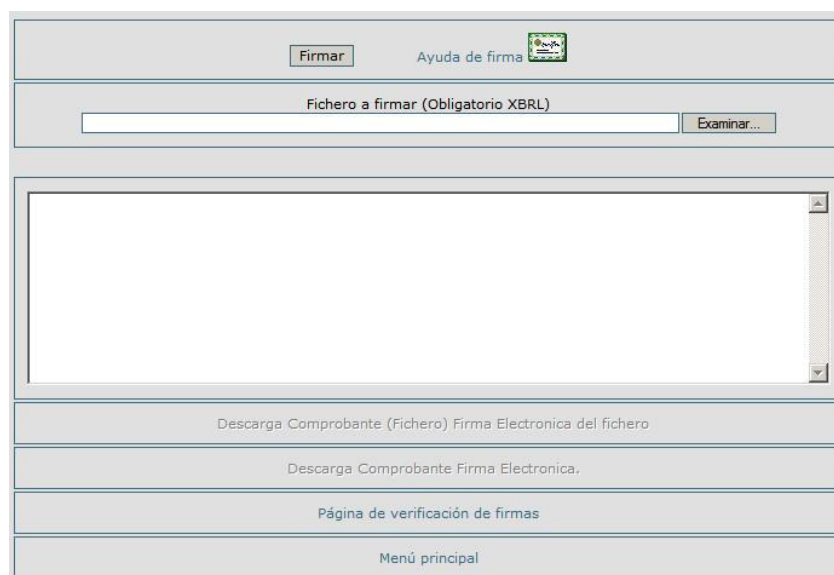 Firmar
Ayuda de firma
Fichero a firmar (Obligatorio XBRL)
Examinar...
Descarga Comprobante (Fichero) Firma Electronica del fichero
Descarga Comprobante Firma Electronica.
Página de verificación de firmas
Menú principal